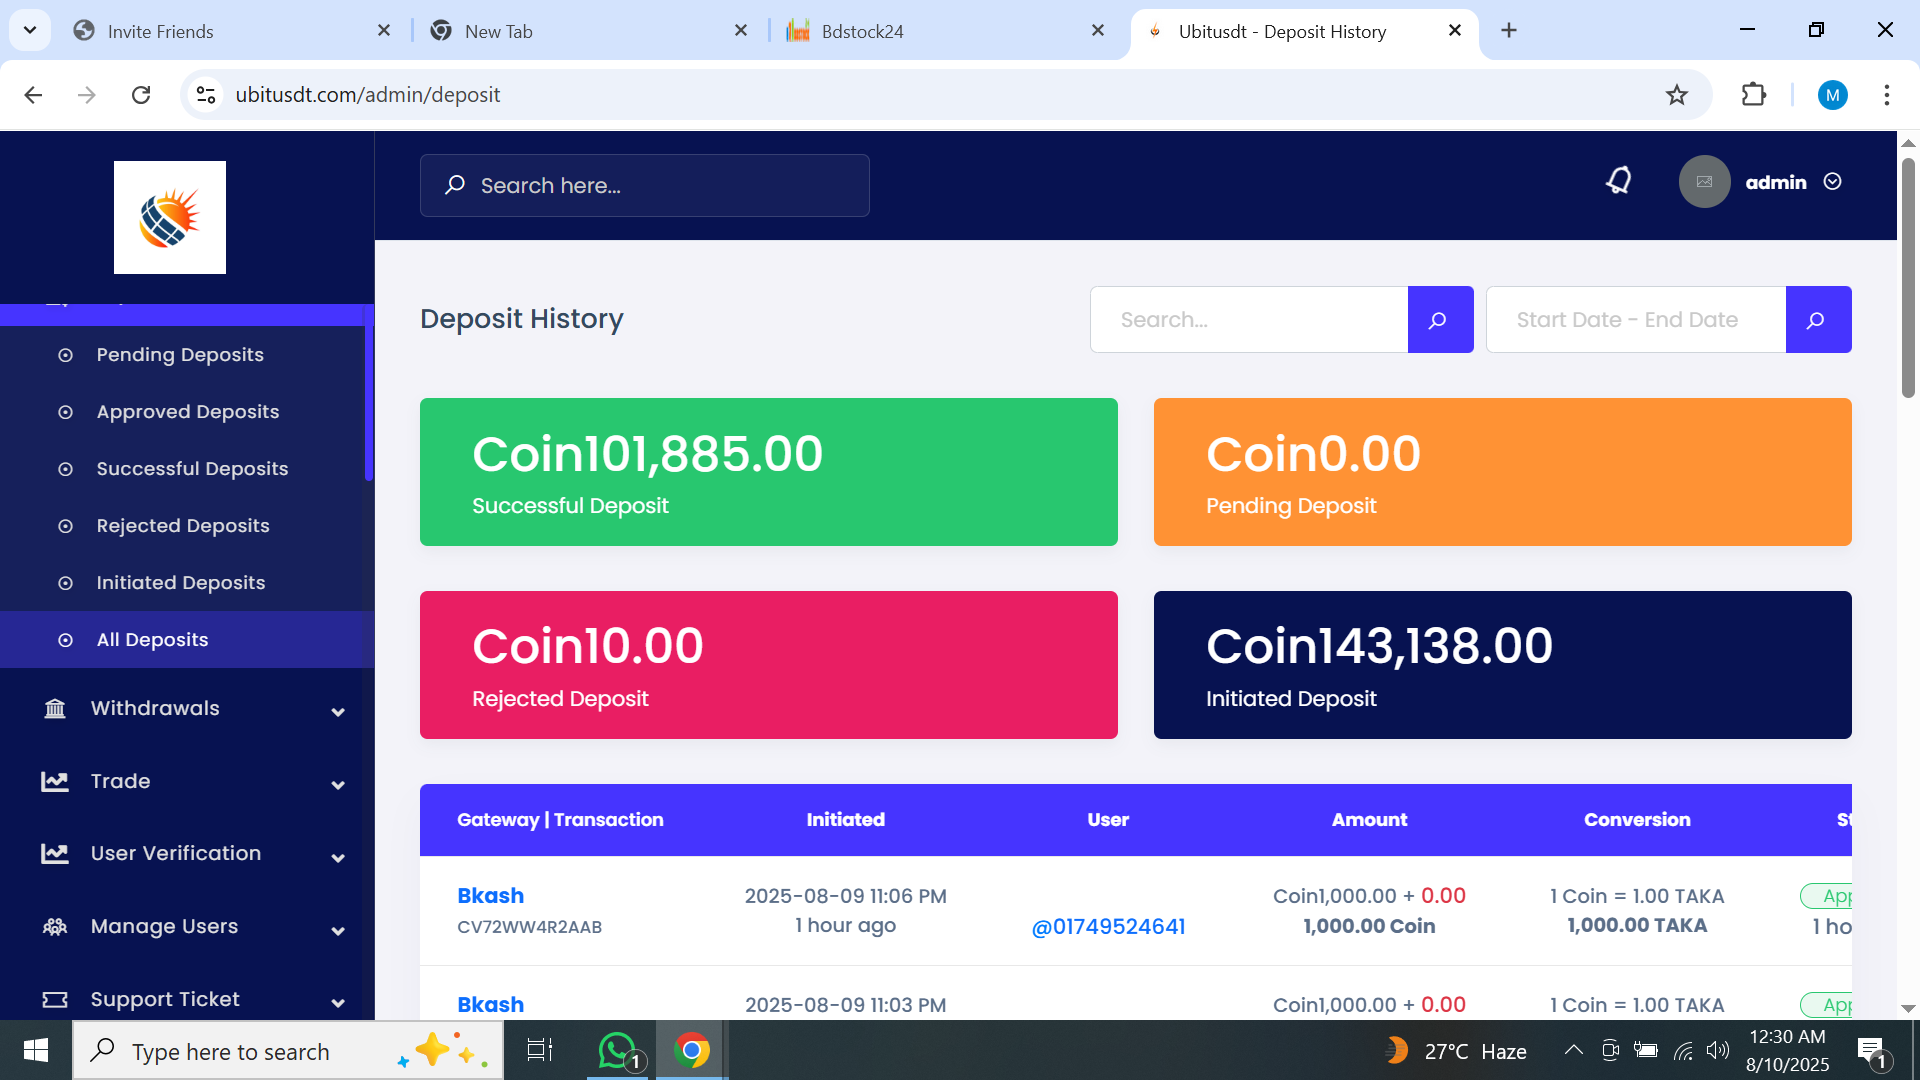 Invite Friends
New Tab
Bdstock24
Ubitusdt - Deposit History
ubitusdt.com/admin/deposit
M
Search here...
admin
Deposit History
Search...
Start Date - End Date
Pending Deposits
Approved Deposits
Successful Deposits
Rejected Deposits
Initiated Deposits
All Deposits
Withdrawals
Trade
User Verification
Manage Users
Support Ticket
Coin101,885.00
Successful Deposit
Coin0.00
Pending Deposit
Coin10.00
Rejected Deposit
Coin143,138.00
Initiated Deposit
Gateway | Transaction Initiated User Amount Conversion St
Bkash 2025-08-09 11:06 PM Coin1,000.00 + 0.00 1 Coin = 1.00 TAKA App
CV72WW4R2AAB 1 hour ago @01749524641 1,000.00 Coin 1,000.00 TAKA 1 ho
Bkash 2025-08-09 11:03 PM Coin1,000.00 + 0.00 1 Coin = 1.00 TAKA App
Type here to search
1
27°C Haze
12:30 AM
8/10/2025
1